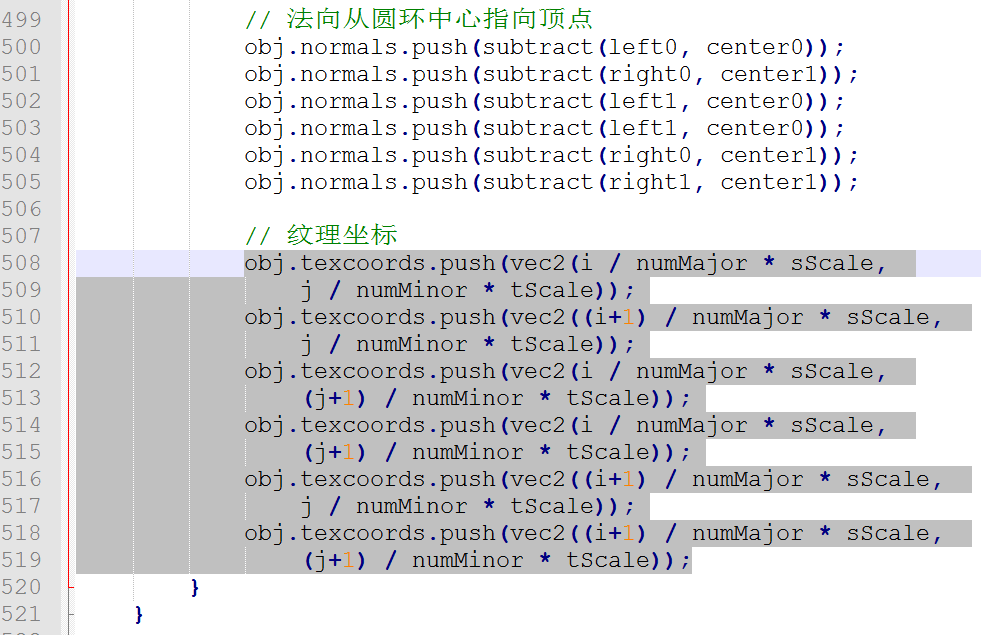 499 // 法向从圆环中心指向顶点
500 obj.normals.push(subtract(left0, center0));
501 obj.normals.push(subtract(right0, center1));
502 obj.normals.push(subtract(left1, center0));
503 obj.normals.push(subtract(left1, center0));
504 obj.normals.push(subtract(right0, center1));
505 obj.normals.push(subtract(right1, center1));
506
507 // 纹理坐标
508 obj.texcoords.push(vec2(i / numMajor * sScale,
509 j / numMinor * tScale));
510 obj.texcoords.push(vec2((i+1) / numMajor * sScale,
511 j / numMinor * tScale));
512 obj.texcoords.push(vec2(i / numMajor * sScale,
513 (j+1) / numMinor * tScale));
514 obj.texcoords.push(vec2(i / numMajor * sScale,
515 (j+1) / numMinor * tScale));
516 obj.texcoords.push(vec2((i+1) / numMajor * sScale,
517 j / numMinor * tScale));
518 obj.texcoords.push(vec2((i+1) / numMajor * sScale,
519 (j+1) / numMinor * tScale));
520 }
521 }